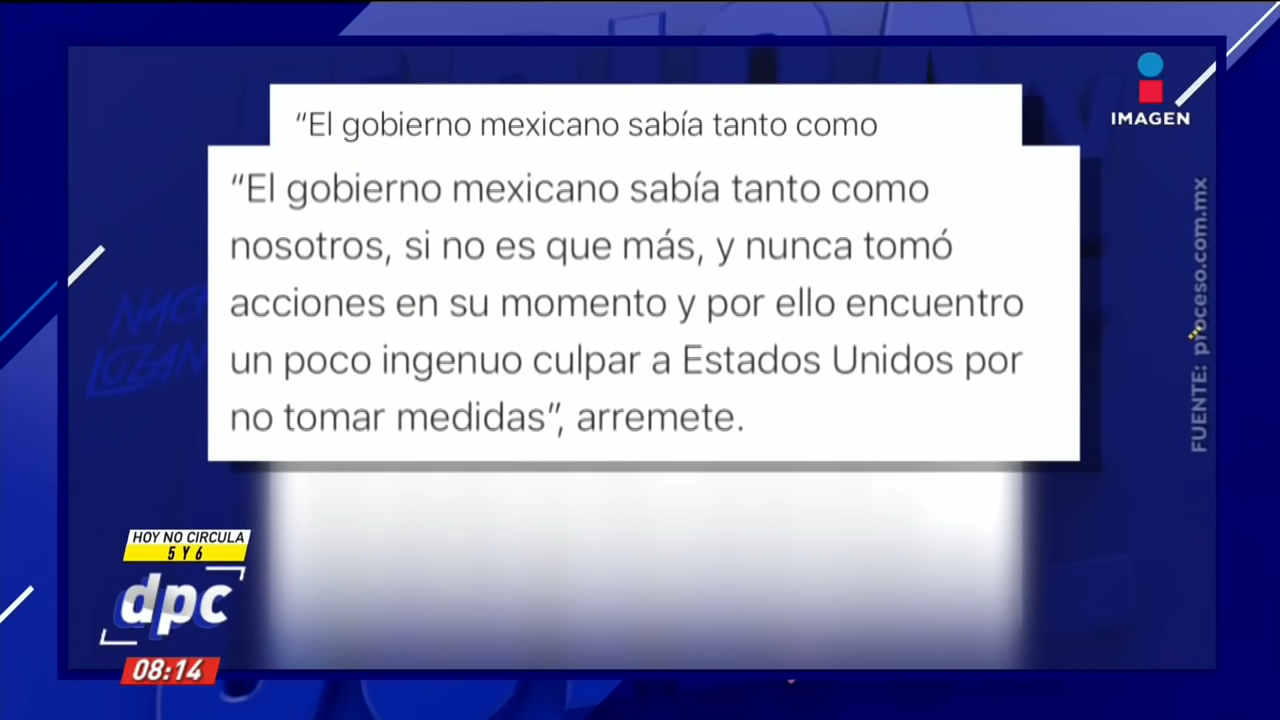 “El gobierno mexicano sabía tanto como
“El gobierno mexicano sabía tanto como
nosotros, si no es que más, y nunca tomó
acciones en su momento y por ello encuentro
un poco ingenuo culpar a Estados Unidos por
no tomar medidas”, arremete.
IMAGEN
FUENTE: proceso.com.mx
HOY NO CIRCULA
5 Y 6
dpc
08:14